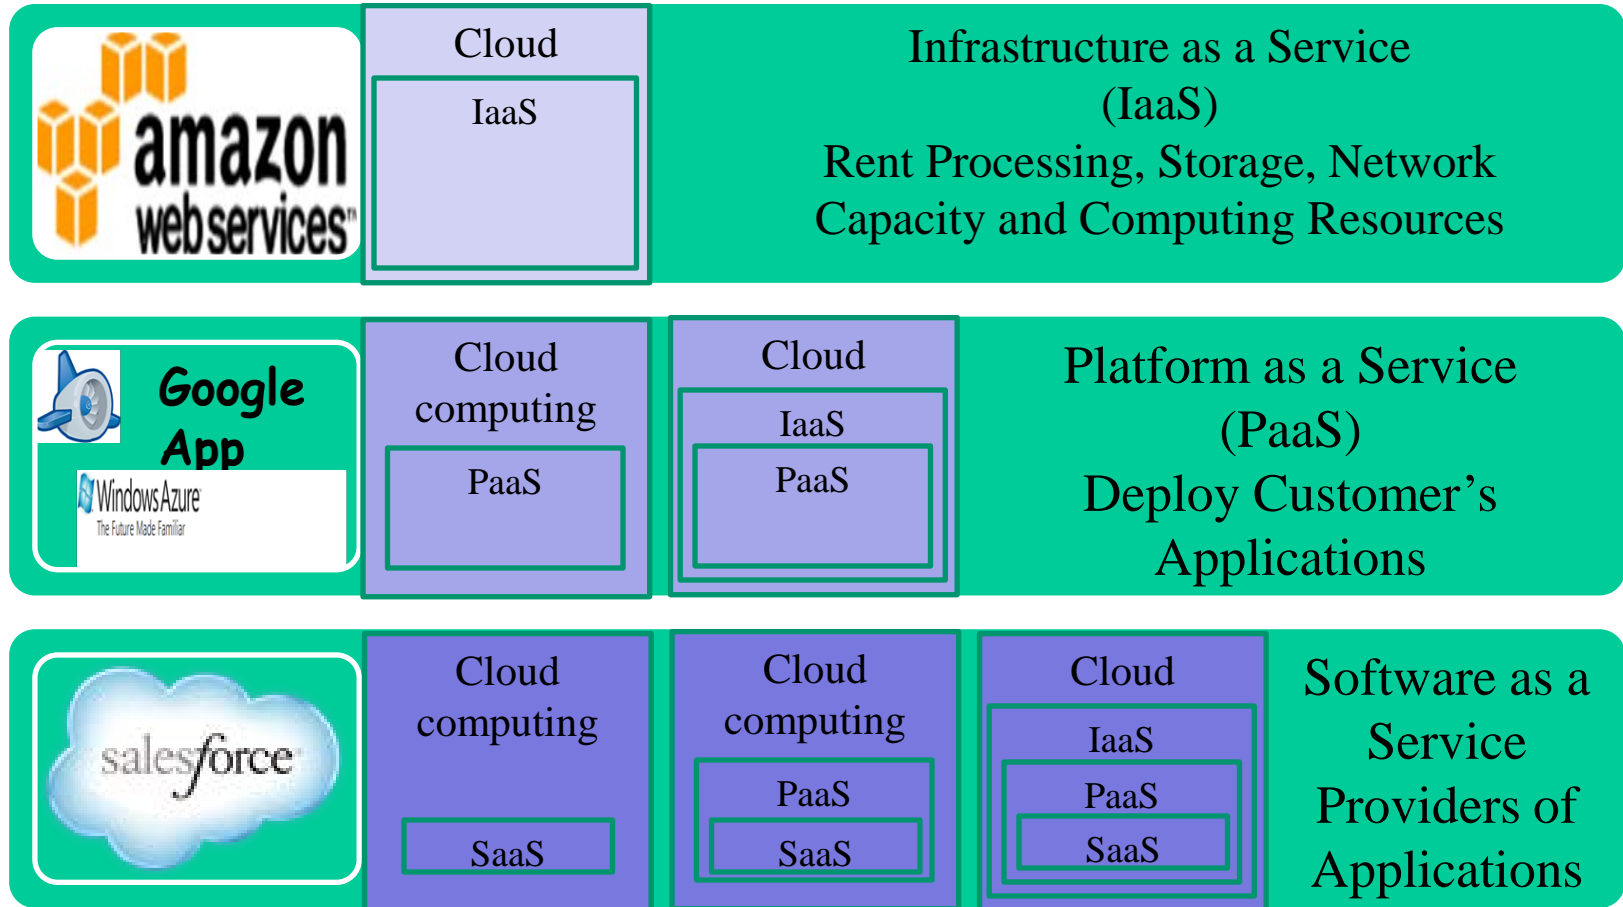 amazon
webservices™
Cloud
IaaS
Infrastructure as a Service
(IaaS)
Rent Processing, Storage, Network
Capacity and Computing Resources
Google
App
Windows Azure
The Future Made Familiar
Cloud
computing
PaaS
Cloud
IaaS
PaaS
Platform as a Service
(PaaS)
Deploy Customer’s
Applications
salesforce
Cloud
computing
SaaS
Cloud
computing
PaaS
SaaS
Cloud
IaaS
PaaS
SaaS
Software as a
Service
Providers of
Applications